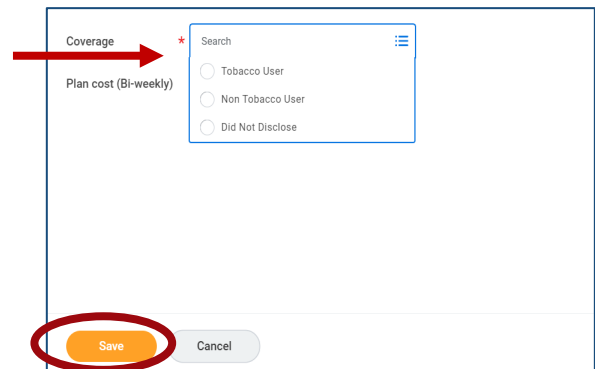 Coverage * Search
Tobacco User
Plan cost (Bi-weekly)
Non Tobacco User
Did Not Disclose
Save Cancel